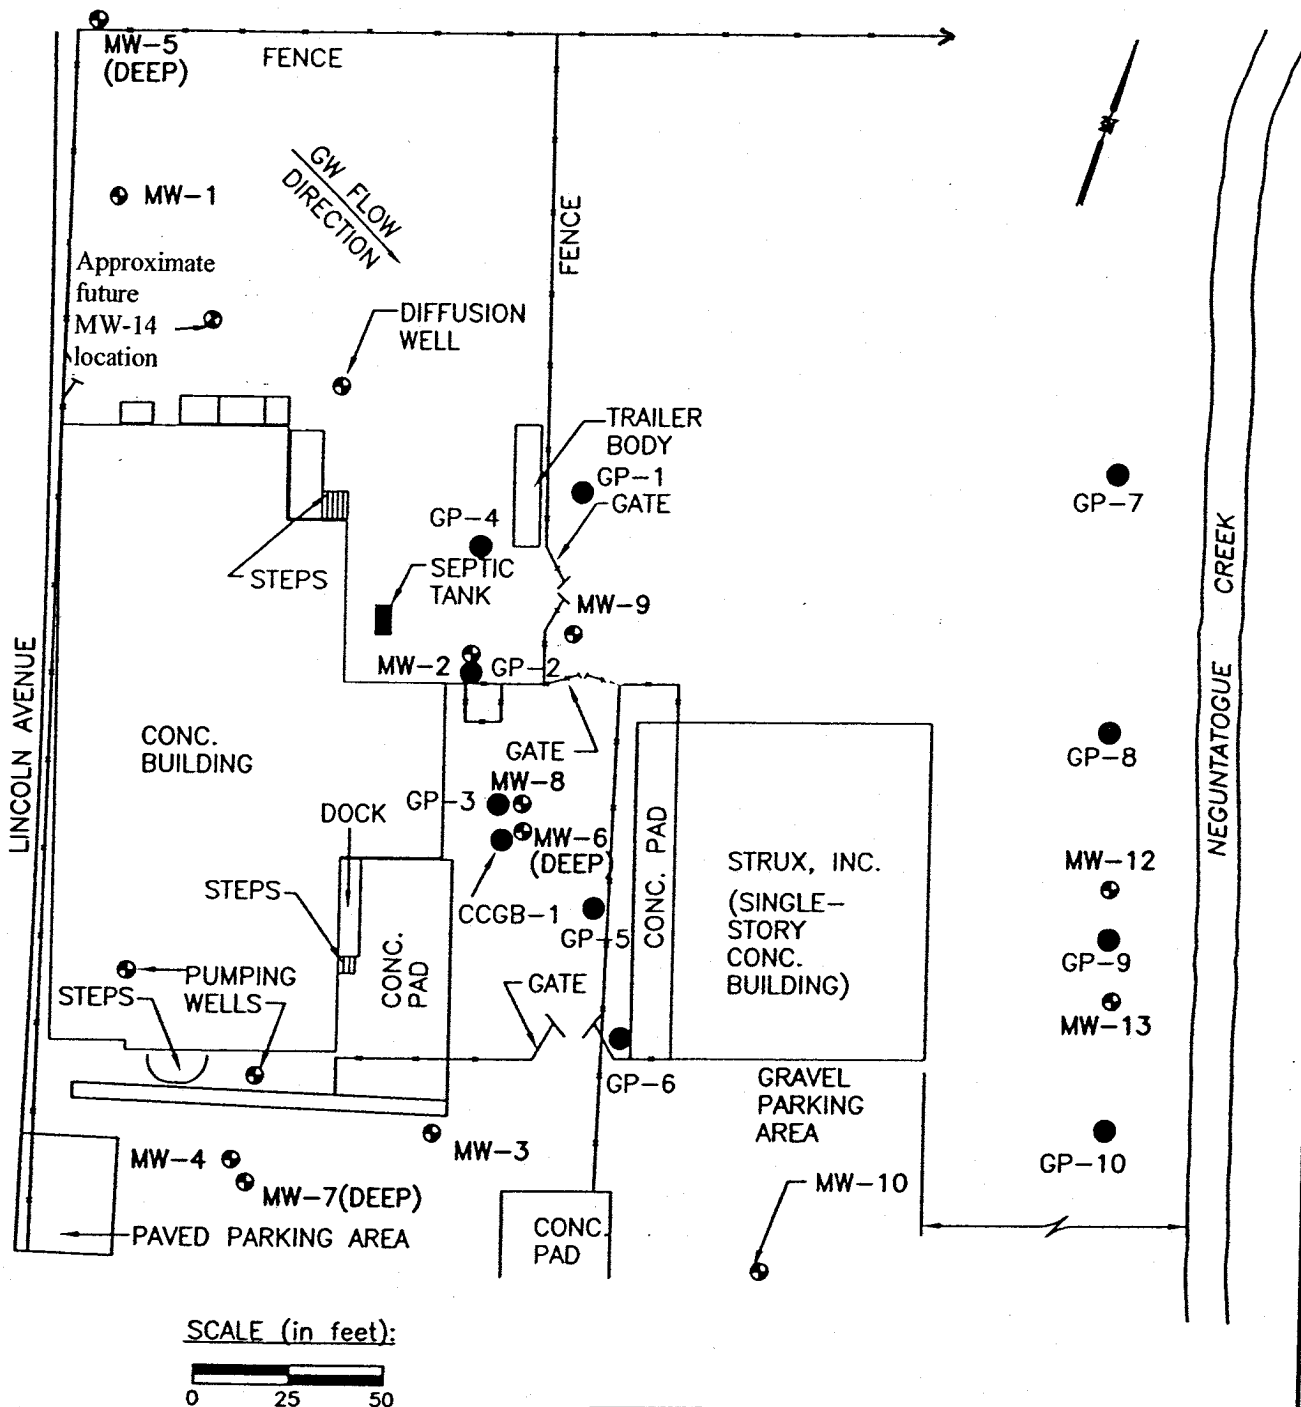 MW-5
(DEEP)
FENCE
MW-1
GW FLOW
DIRECTION
FENCE
Approximate
future
MW-14
location
DIFFUSION
WELL
TRAILER
BODY
GP-1
GATE
GP-4
GP-7
STEPS
SEPTIC
TANK
MW-9
MW-2
GP-2
LINCOLN AVENUE
NEGUNTATOGUE CREEK
CONC.
BUILDING
GATE
GP-8
MW-8
GP-3
DOCK
MW-6
(DEEP)
CONC. PAD
STRUX, INC.
(SINGLE-
STORY
CONC.
BUILDING)
MW-12
STEPS
CCGB-1
GP-5
CONC.
PAD
GP-9
PUMPING
WELLS
STEPS
GATE
MW-13
GP-6
GRAVEL
PARKING
AREA
MW-3
MW-4
GP-10
MW-7(DEEP)
MW-10
PAVED PARKING AREA
CONC.
PAD
SCALE (in feet):
0 25 50